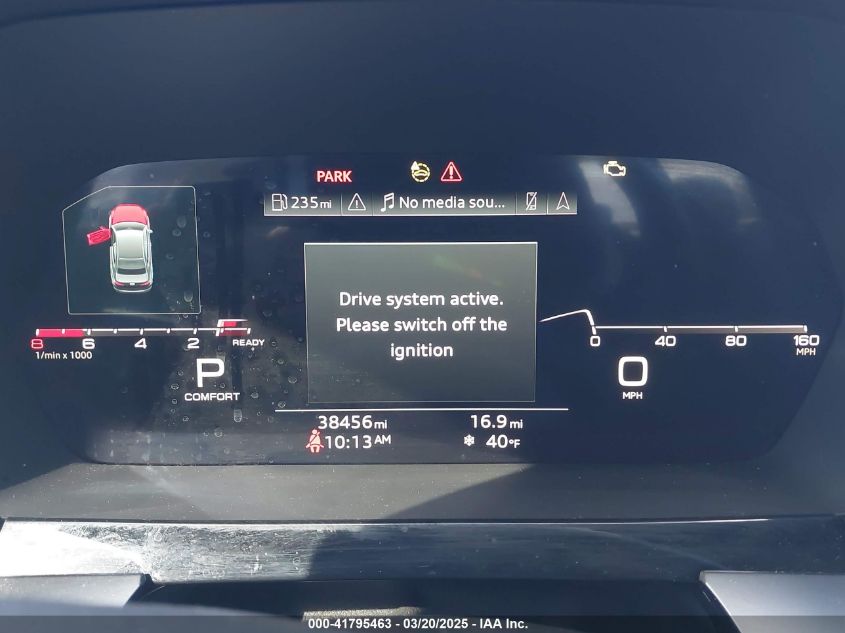 PARK
235mi
No media sou...
Drive system active.
Please switch off the
ignition
8 6 4 2 READY
1/min x 1000
0 40 80 160
MPH
P
COMFORT
0
MPH
38456mi 16.9mi
10:13AM 40°F
000-41795463 - 03/20/2025 - IAA Inc.